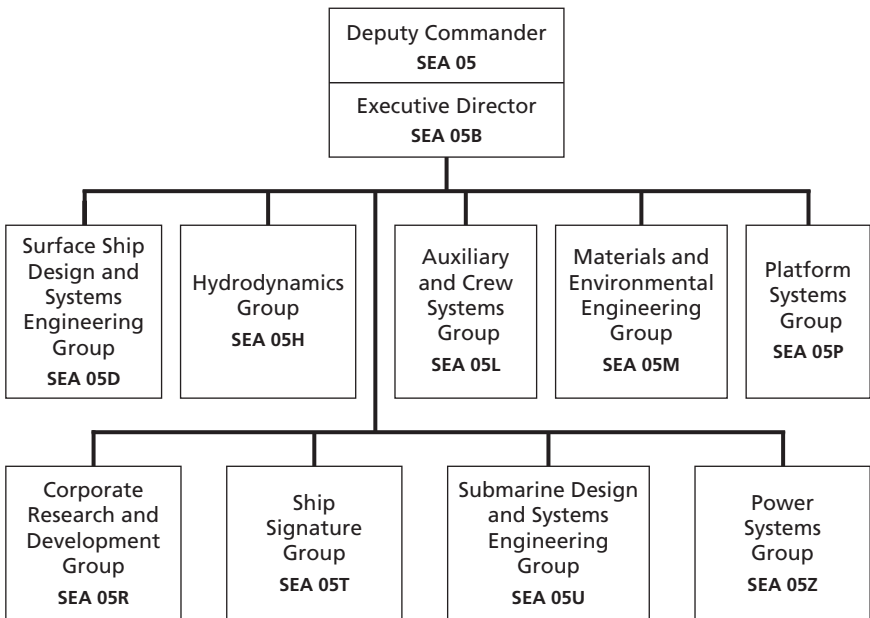 Deputy Commander
SEA 05
Executive Director
SEA 05B
Surface Ship
Design and
Systems
Engineering
Group
SEA 05D
Hydrodynamics
Group
SEA 05H
Auxiliary
and Crew
Systems
Group
SEA 05L
Materials and
Environmental
Engineering
Group
SEA 05M
Platform
Systems
Group
SEA 05P
Corporate
Research and
Development
Group
SEA 05R
Ship
Signature
Group
SEA 05T
Submarine Design
and Systems
Engineering
Group
SEA 05U
Power
Systems
Group
SEA 05Z